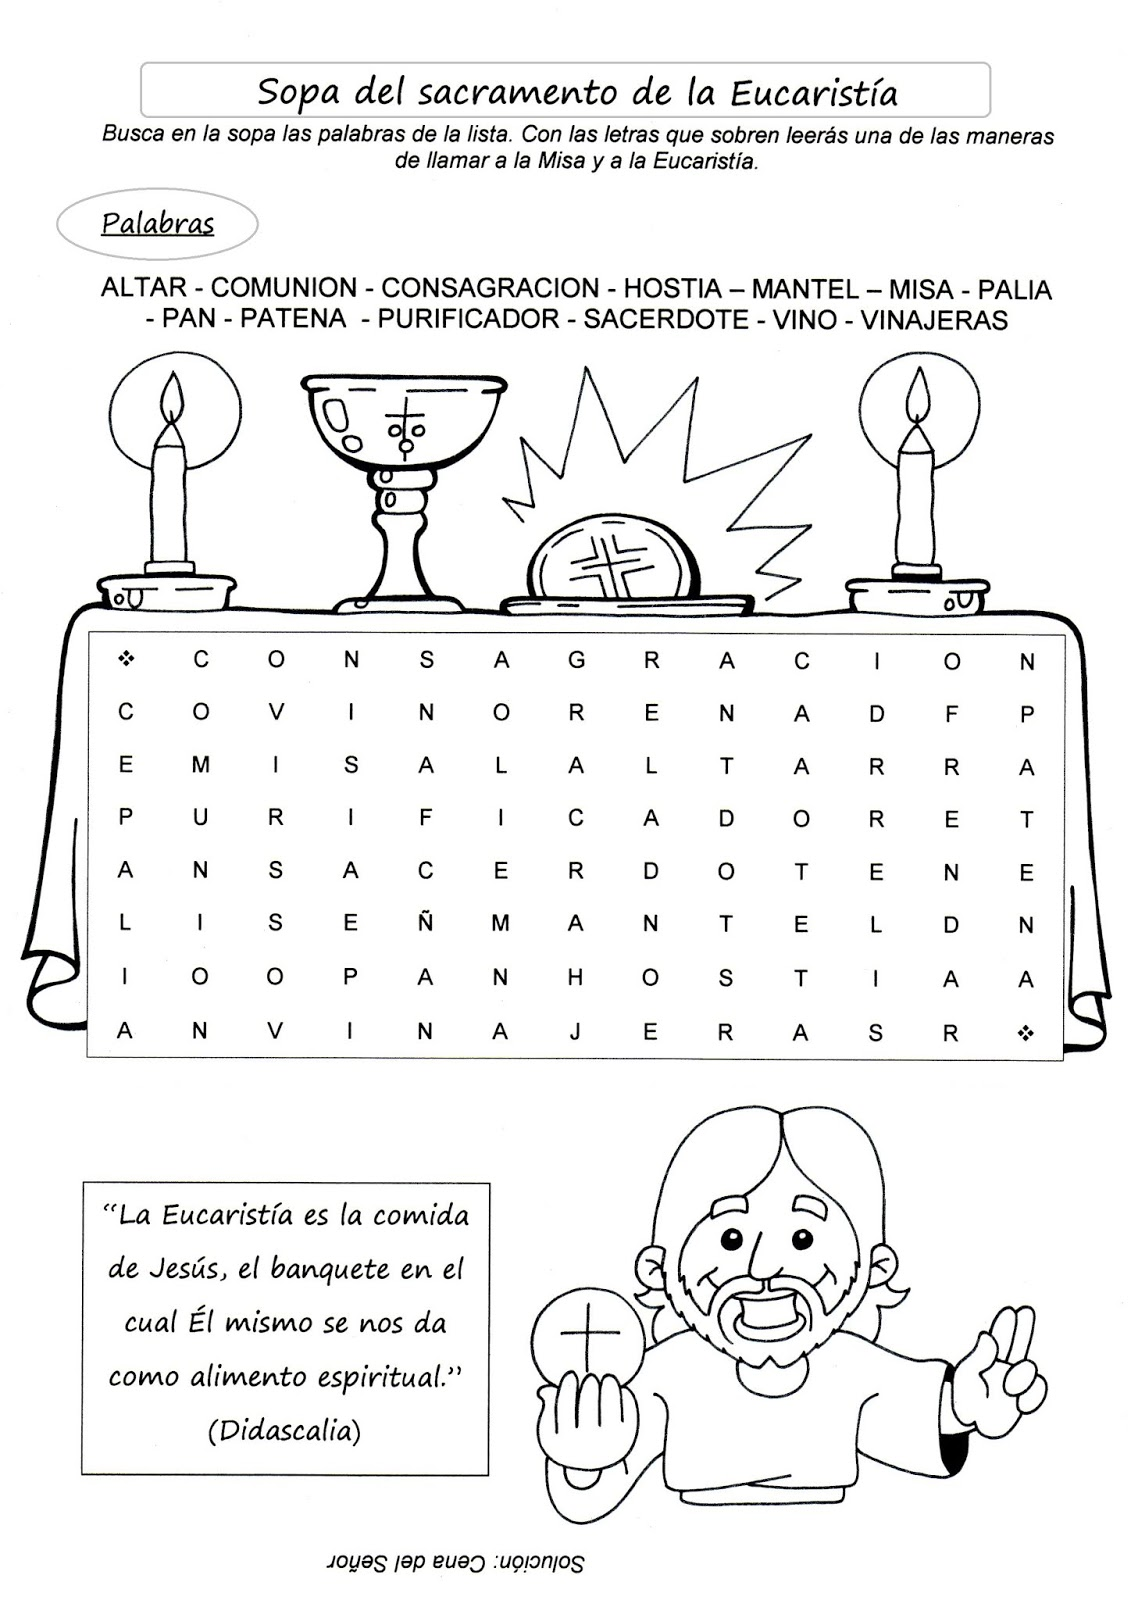 Sopa del sacramento de la Eucaristía
Busca en la sopa las palabras de la lista. Con las letras que sobren leerás una de las maneras
de llamar a la Misa y a la Eucaristía.
Palabras
ALTAR - COMUNION - CONSAGRACION - HOSTIA – MANTEL – MISA - PALIA
- PAN - PATENA - PURIFICADOR - SACERDOTE - VINO - VINAJERAS
❖ C O N S A G R A C I O N
C O V I N O R E N A D F P
E M I S A L A L T A R R A
P U R I F I C A D O R E T
A N S A C E R D O T E N E
L I S E Ñ M A N T E L D N
I O O P A N H O S T I A A
A N V I N A J E R A S R ❖
“La Eucaristía es la comida
de Jesús, el banquete en el
cual Él mismo se nos da
como alimento espiritual.”
(Didascalia)
Solución: Cena del Señor